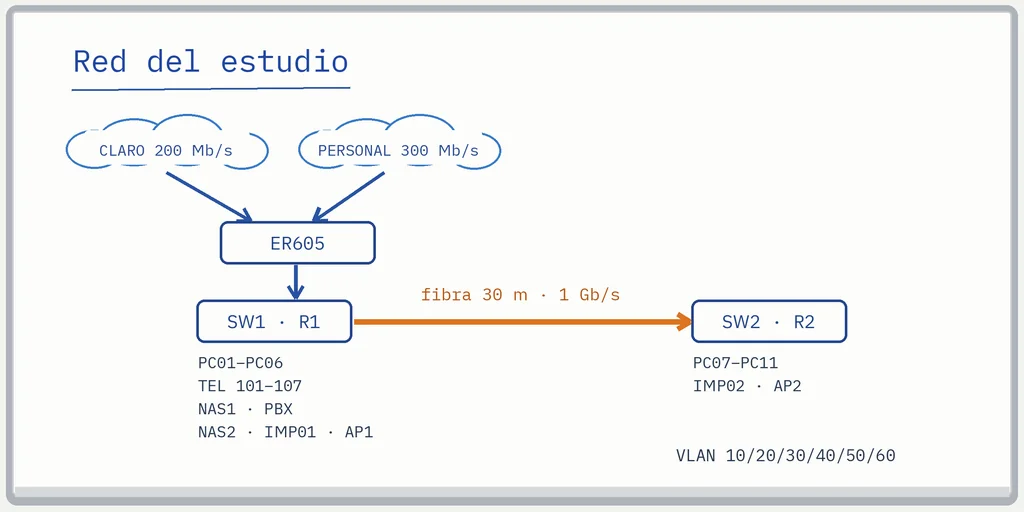 Red del estudio
CLARO 200 Mb/s
PERSONAL 300 Mb/s
ER605
fibra 30 m · 1 Gb/s
SW1 · R1
SW2 · R2
PC01–PC06
TEL 101–107
NAS1 · PBX
NAS2 · IMP01 · AP1
PC07–PC11
IMP02 · AP2
VLAN 10/20/30/40/50/60